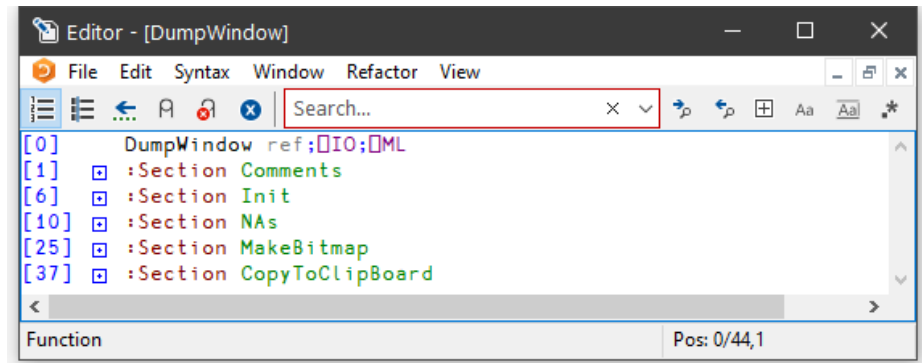 Editor - [DumpWindow]
File Edit Syntax Window Refactor View
Search... Aa Aa .*
[0] DumpWindow ref;⎕IO;⎕ML
[1] :Section Comments
[6] :Section Init
[10] :Section NAs
[25] :Section MakeBitmap
[37] :Section CopyToClipBoard
Function Pos: 0/44,1